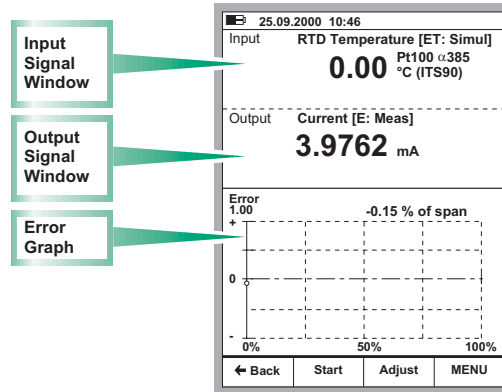 Input
Signal
Window
Output
Signal
Window
Error
Graph
25.09.2000 10:46
Input RTD Temperature [ET: Simul]
0.00 Pt100 α385
°C (ITS90)
Output Current [E: Meas]
3.9762 mA
Error
1.00 -0.15 % of span
+
0
-
0% 50% 100%
← Back Start Adjust MENU